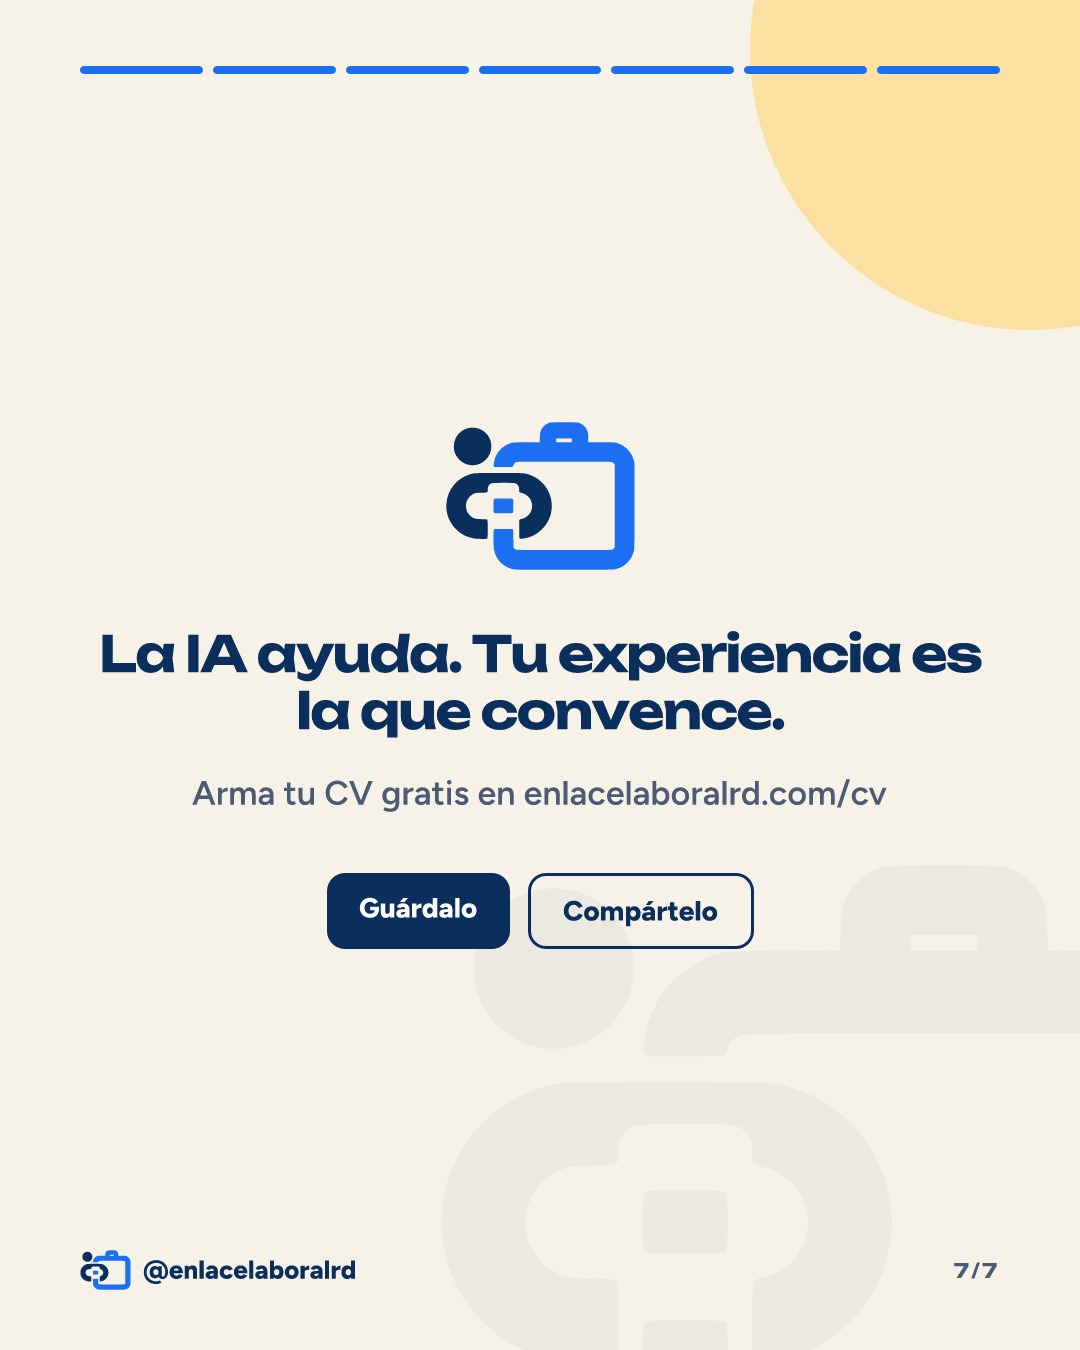 La IA ayuda. Tu experiencia es
la que convence.
Arma tu CV gratis en enlacelaboralrd.com/cv
Guárdalo
Compártelo
@enlacelaboralrd
7/7